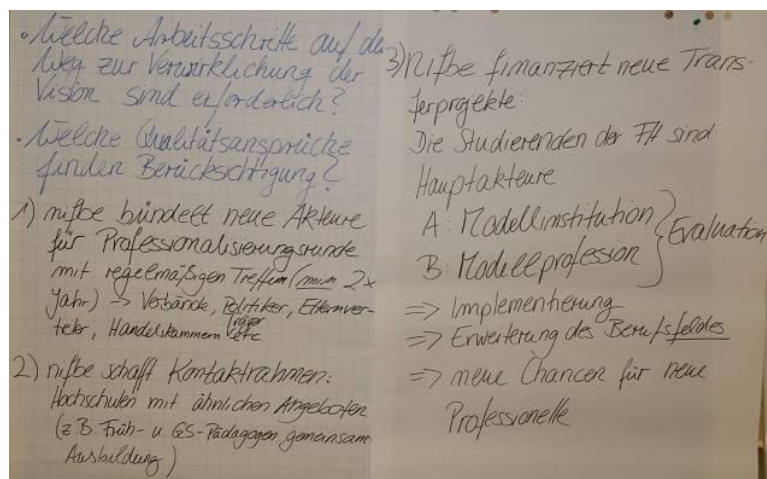 • Welche Arbeitsschritte auf dem
Weg zur Verwirklichung der
Vision sind erforderlich?
• Welche Qualitätsansprüche
finden Berücksichtigung?
1) nifbe bündelt neue Akteure
für Professionalisierungsrunde
mit regelmäßigen Treffen (min 2x
Jahr) → Verbände, Politiker, Elternver-
teter, Handelskammern, Träger etc
2) nifbe schafft Kontaktrahmen:
Hochschulen mit ähnlichen Angeboten
(z.B. Früh- u. GS-Pädagogen gemeinsam
Ausbildung)
3) Nifbe finanziert neue Trans-
ferprojekte:
Die Studierenden der FH sind
Hauptakteure
A: Modellinstitution
B: Modellprofession
} Evaluation
=> Implementierung
=> Erweiterung des Berufsfeldes
=> neue Chancen für neue
Professionelle